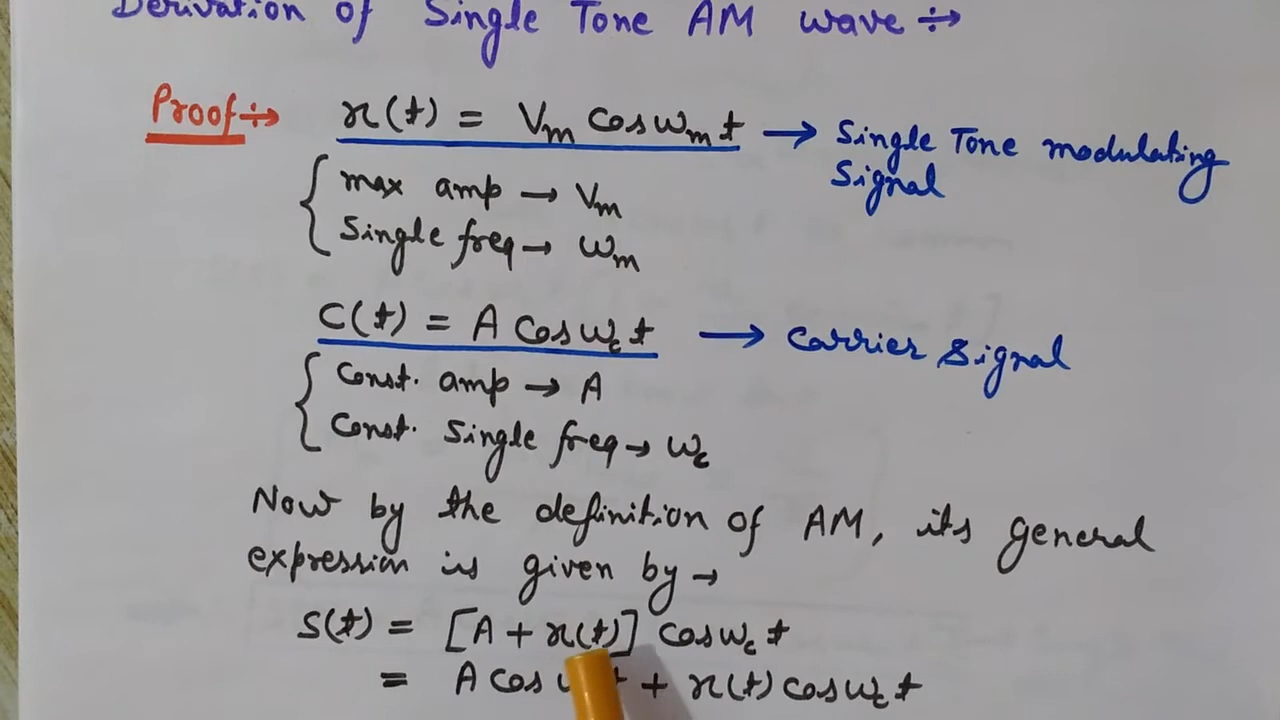 Derivation of Single Tone AM wave ÷→
Proof ÷→ x(t) = Vm Cos ωm t → Single Tone modulating Signal
max amp → Vm
Single freq → ωm
C(t) = A Cos ωc t → Carrier Signal
Const. amp → A
Const. Single freq → ωc
Now by the definition of AM, its general
expression is given by →
S(t) = [A + x(t)] Cos ωc t
= A Cos t + x(t) Cos ωc t